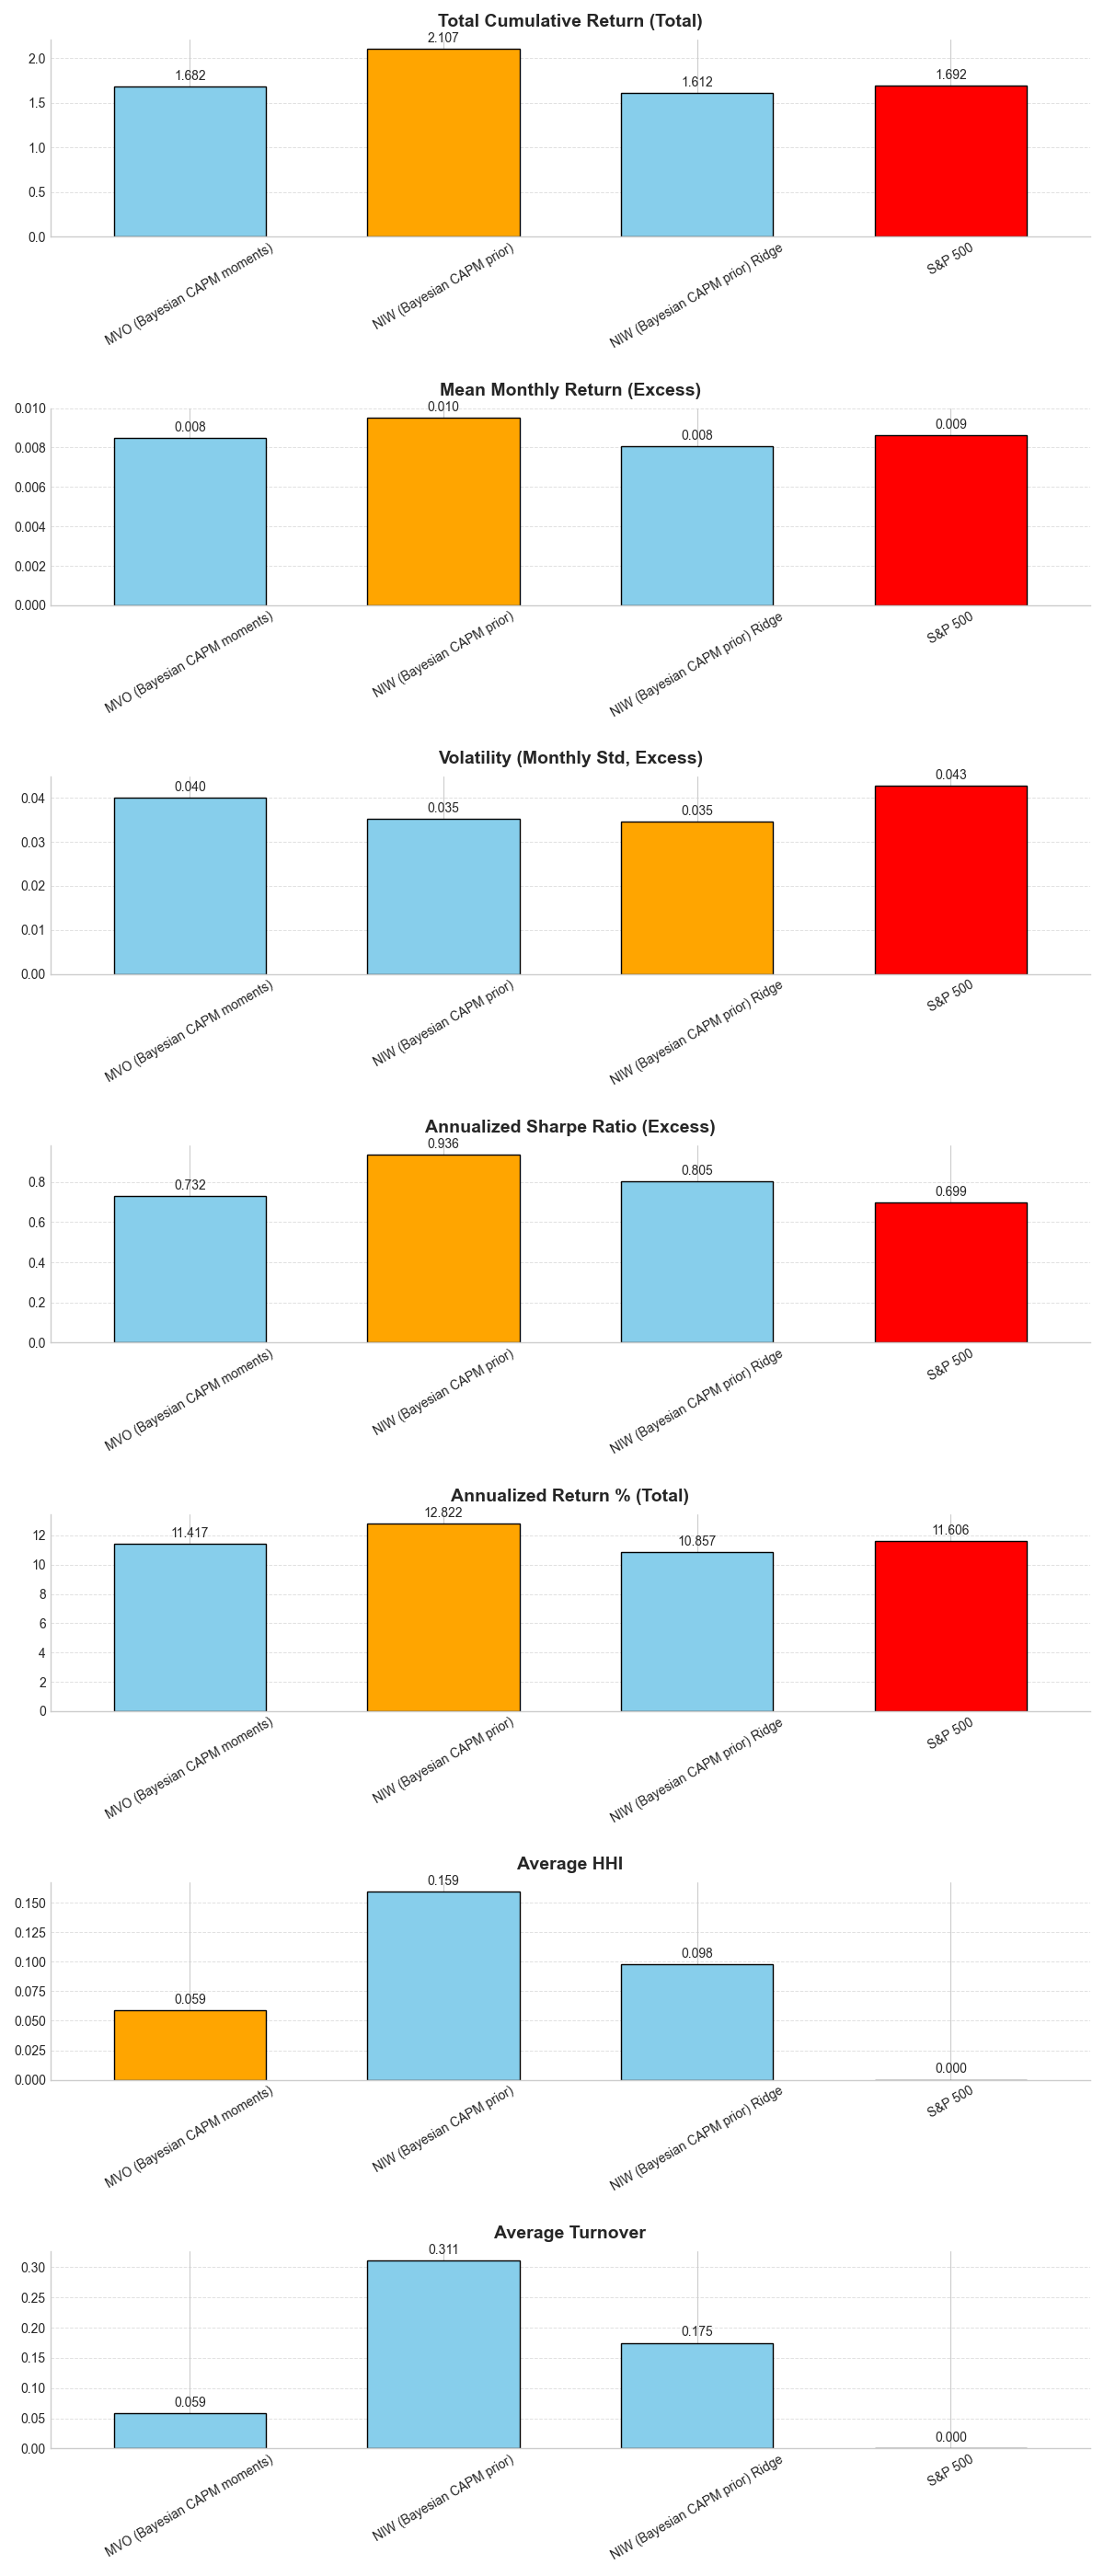 Total Cumulative Return (Total)
2.107
2.0
1.682
1.612
1.692
1.5
1.0
0.5
0.0
MVO (Bayesian CAPM moments)
NIW (Bayesian CAPM prior)
NIW (Bayesian CAPM prior) Ridge
S&P 500
Mean Monthly Return (Excess)
0.010
0.010
0.008
0.008
0.009
0.008
0.006
0.004
0.002
0.000
MVO (Bayesian CAPM moments)
NIW (Bayesian CAPM prior)
NIW (Bayesian CAPM prior) Ridge
S&P 500
Volatility (Monthly Std, Excess)
0.040
0.035
0.035
0.043
0.04
0.03
0.02
0.01
0.00
MVO (Bayesian CAPM moments)
NIW (Bayesian CAPM prior)
NIW (Bayesian CAPM prior) Ridge
S&P 500
Annualized Sharpe Ratio (Excess)
0.936
0.732
0.805
0.699
0.8
0.6
0.4
0.2
0.0
MVO (Bayesian CAPM moments)
NIW (Bayesian CAPM prior)
NIW (Bayesian CAPM prior) Ridge
S&P 500
Annualized Return % (Total)
12.822
11.417
10.857
11.606
12
10
8
6
4
2
0
MVO (Bayesian CAPM moments)
NIW (Bayesian CAPM prior)
NIW (Bayesian CAPM prior) Ridge
S&P 500
Average HHI
0.159
0.059
0.098
0.000
0.150
0.125
0.100
0.075
0.050
0.025
0.000
MVO (Bayesian CAPM moments)
NIW (Bayesian CAPM prior)
NIW (Bayesian CAPM prior) Ridge
S&P 500
Average Turnover
0.311
0.059
0.175
0.000
0.30
0.25
0.20
0.15
0.10
0.05
0.00
MVO (Bayesian CAPM moments)
NIW (Bayesian CAPM prior)
NIW (Bayesian CAPM prior) Ridge
S&P 500